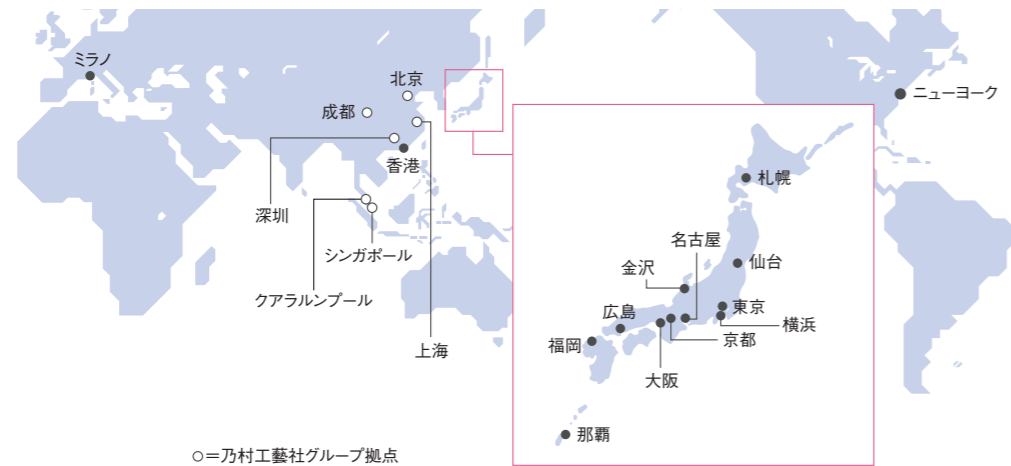 ミラノ
北京
成都
香港
深圳
シンガポール
クアラルンプール
上海
ニューヨーク
札幌
名古屋
仙台
金沢
広島
東京
横浜
福岡
京都
大阪
那覇
○=乃村工藝社グループ拠点